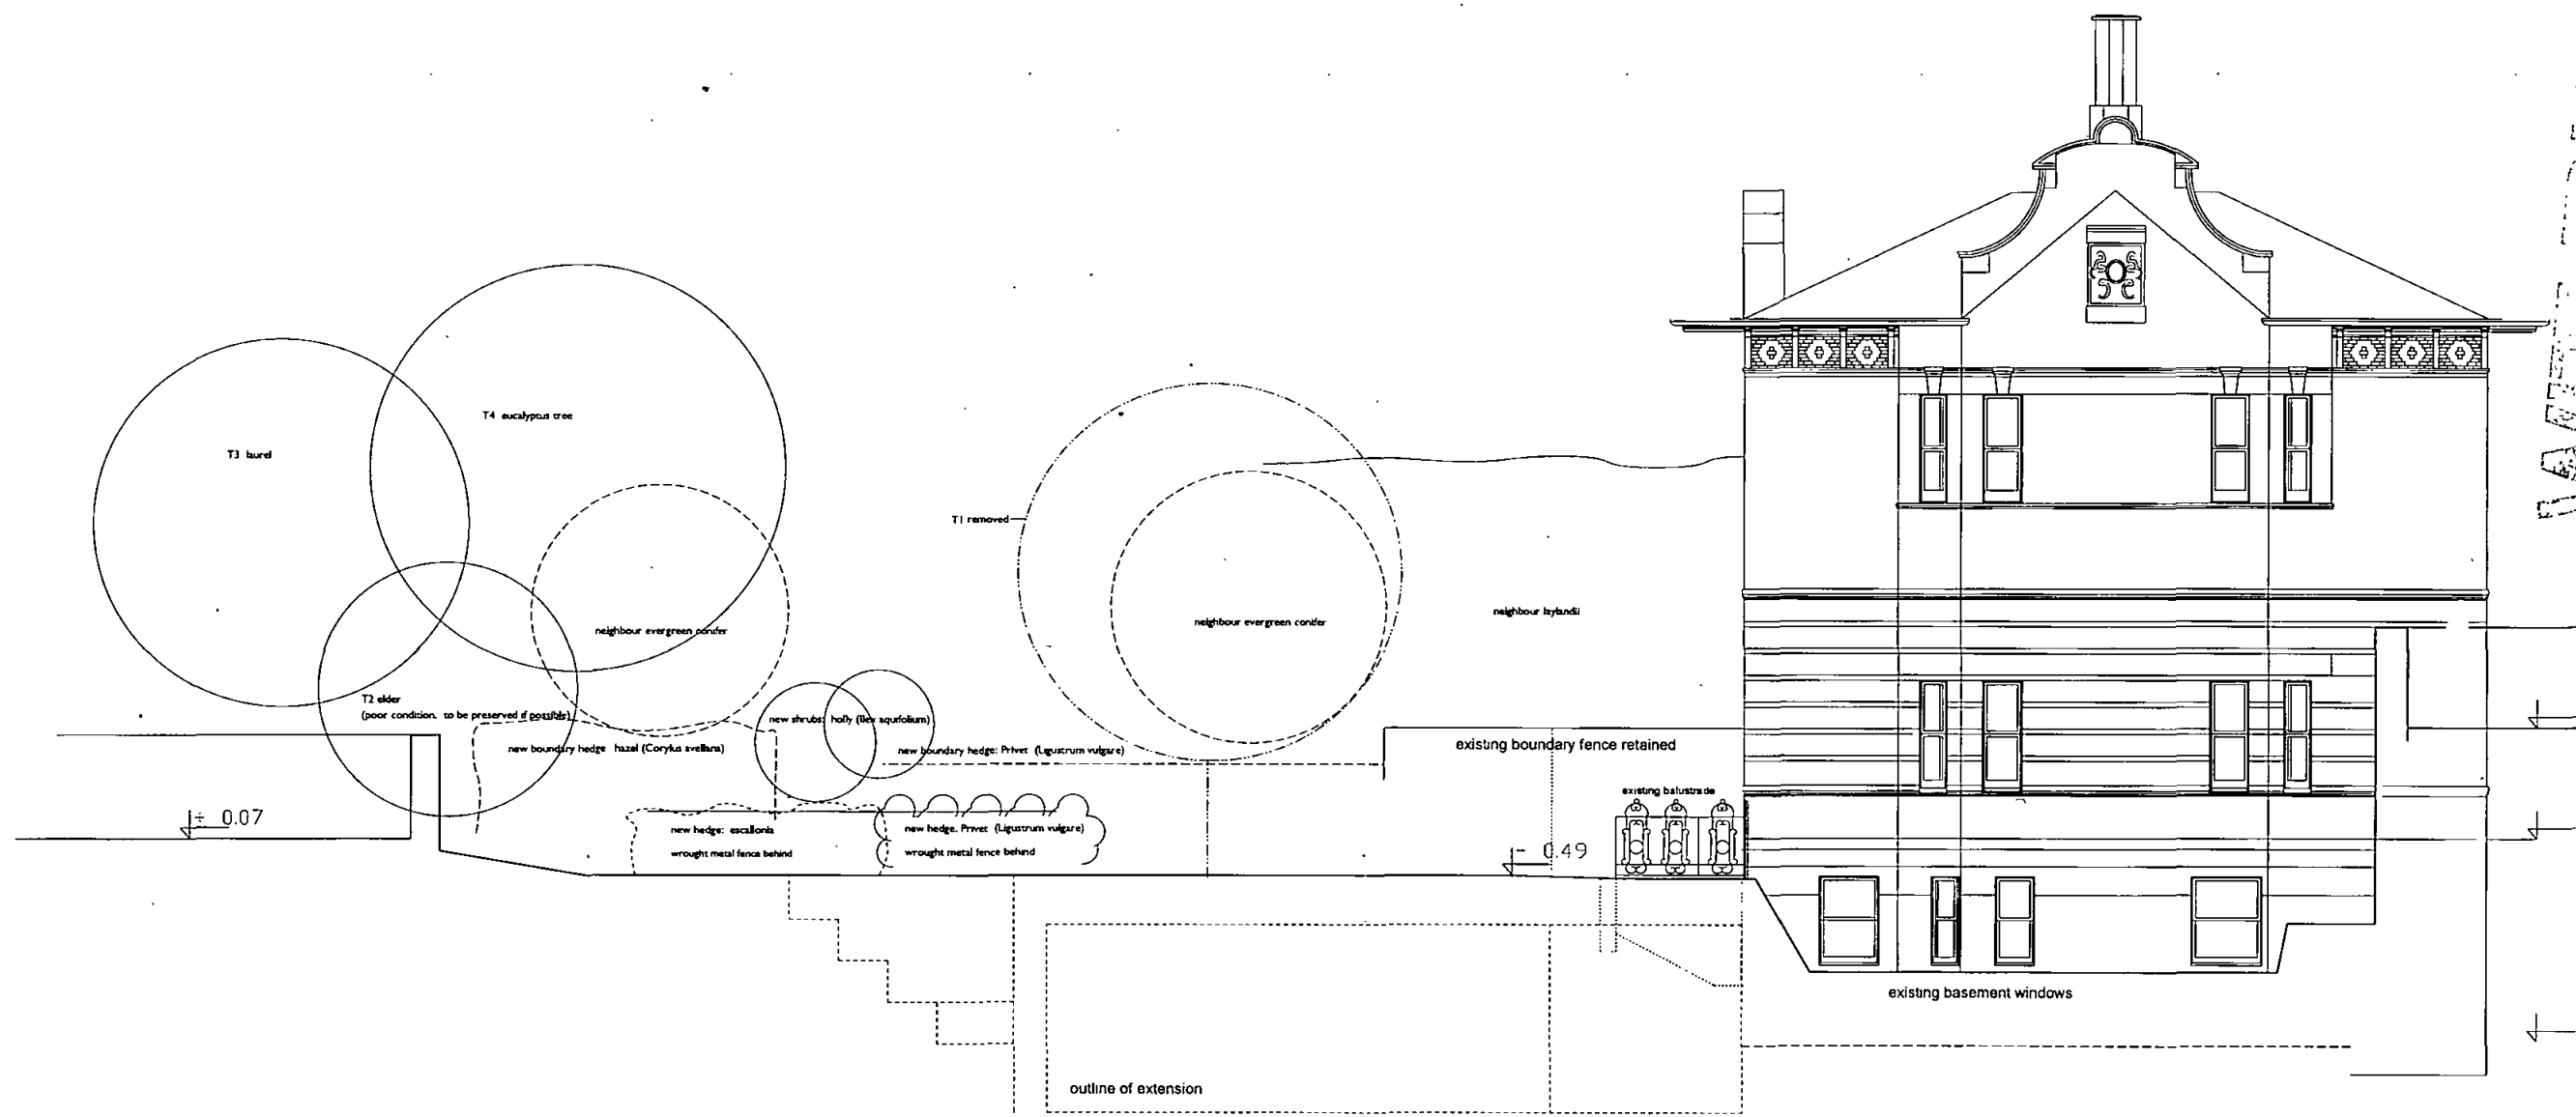 T4 eucalyptus tree
T3 laurel
T1 removed
neighbour evergreen conifer
neighbour evergreen conifer
neighbour laylandii
T2 elder
(poor condition. to be preserved if possible)
new shrubs: holly (Ilex aquifolium)
new boundary hedge hazel (Corylus avellana)
new boundary hedge: Privet (Ligustrum vulgare)
existing boundary fence retained
existing balustrade
± 0.07
new hedge: escallonia
wrought metal fence behind
new hedge. Privet (Ligustrum vulgare)
wrought metal fence behind
- 0.49
existing basement windows
outline of extension